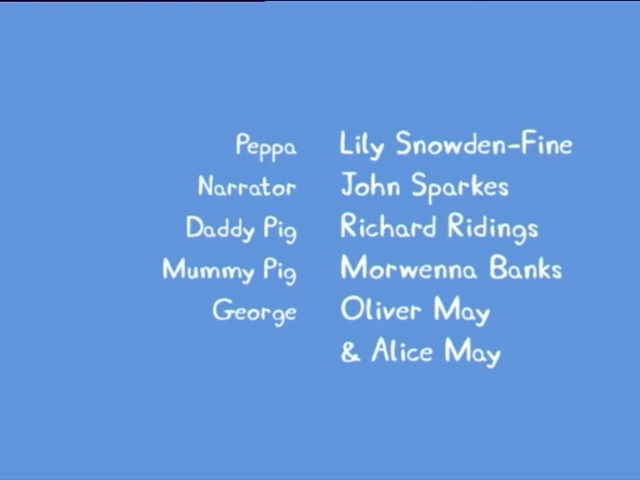 Peppa Lily Snowden-Fine
Narrator John Sparkes
Daddy Pig Richard Ridings
Mummy Pig Morwenna Banks
George Oliver May
& Alice May